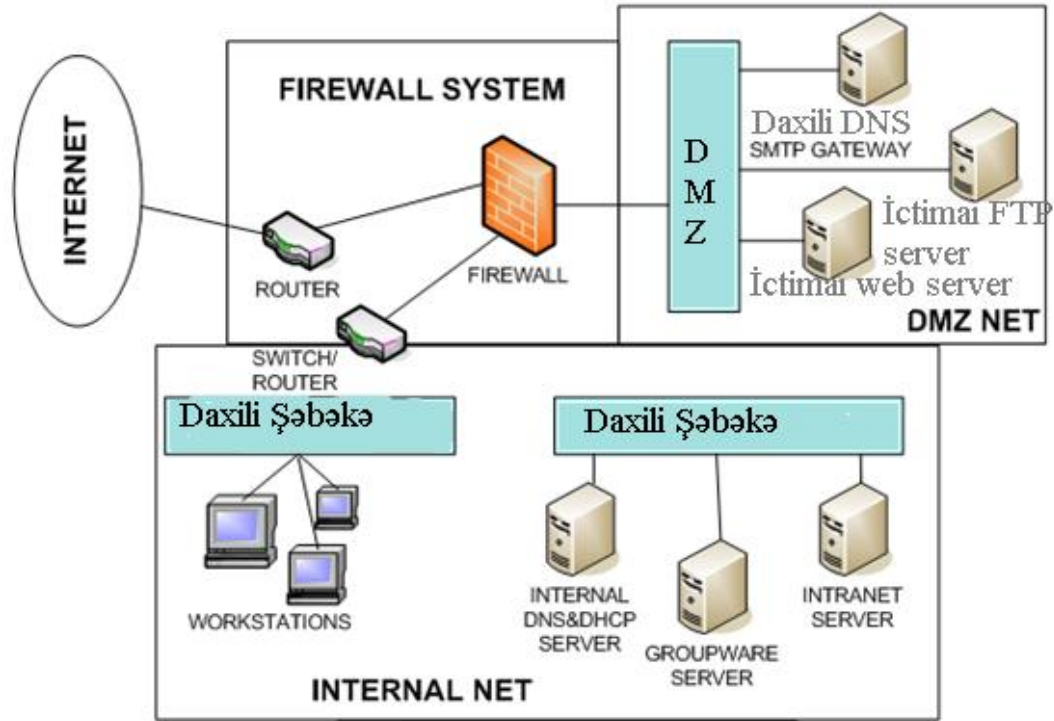 INTERNET
FIREWALL SYSTEM
ROUTER
FIREWALL
SWITCH/
ROUTER
D
M
Z
Daxili DNS
SMTP GATEWAY
İctimai FTP
server
İctimai web server
DMZ NET
Daxili Şəbəkə
WORKSTATIONS
Daxili Şəbəkə
INTERNAL
DNS&DHCP
SERVER
GROUPWARE
SERVER
INTRANET
SERVER
INTERNAL NET